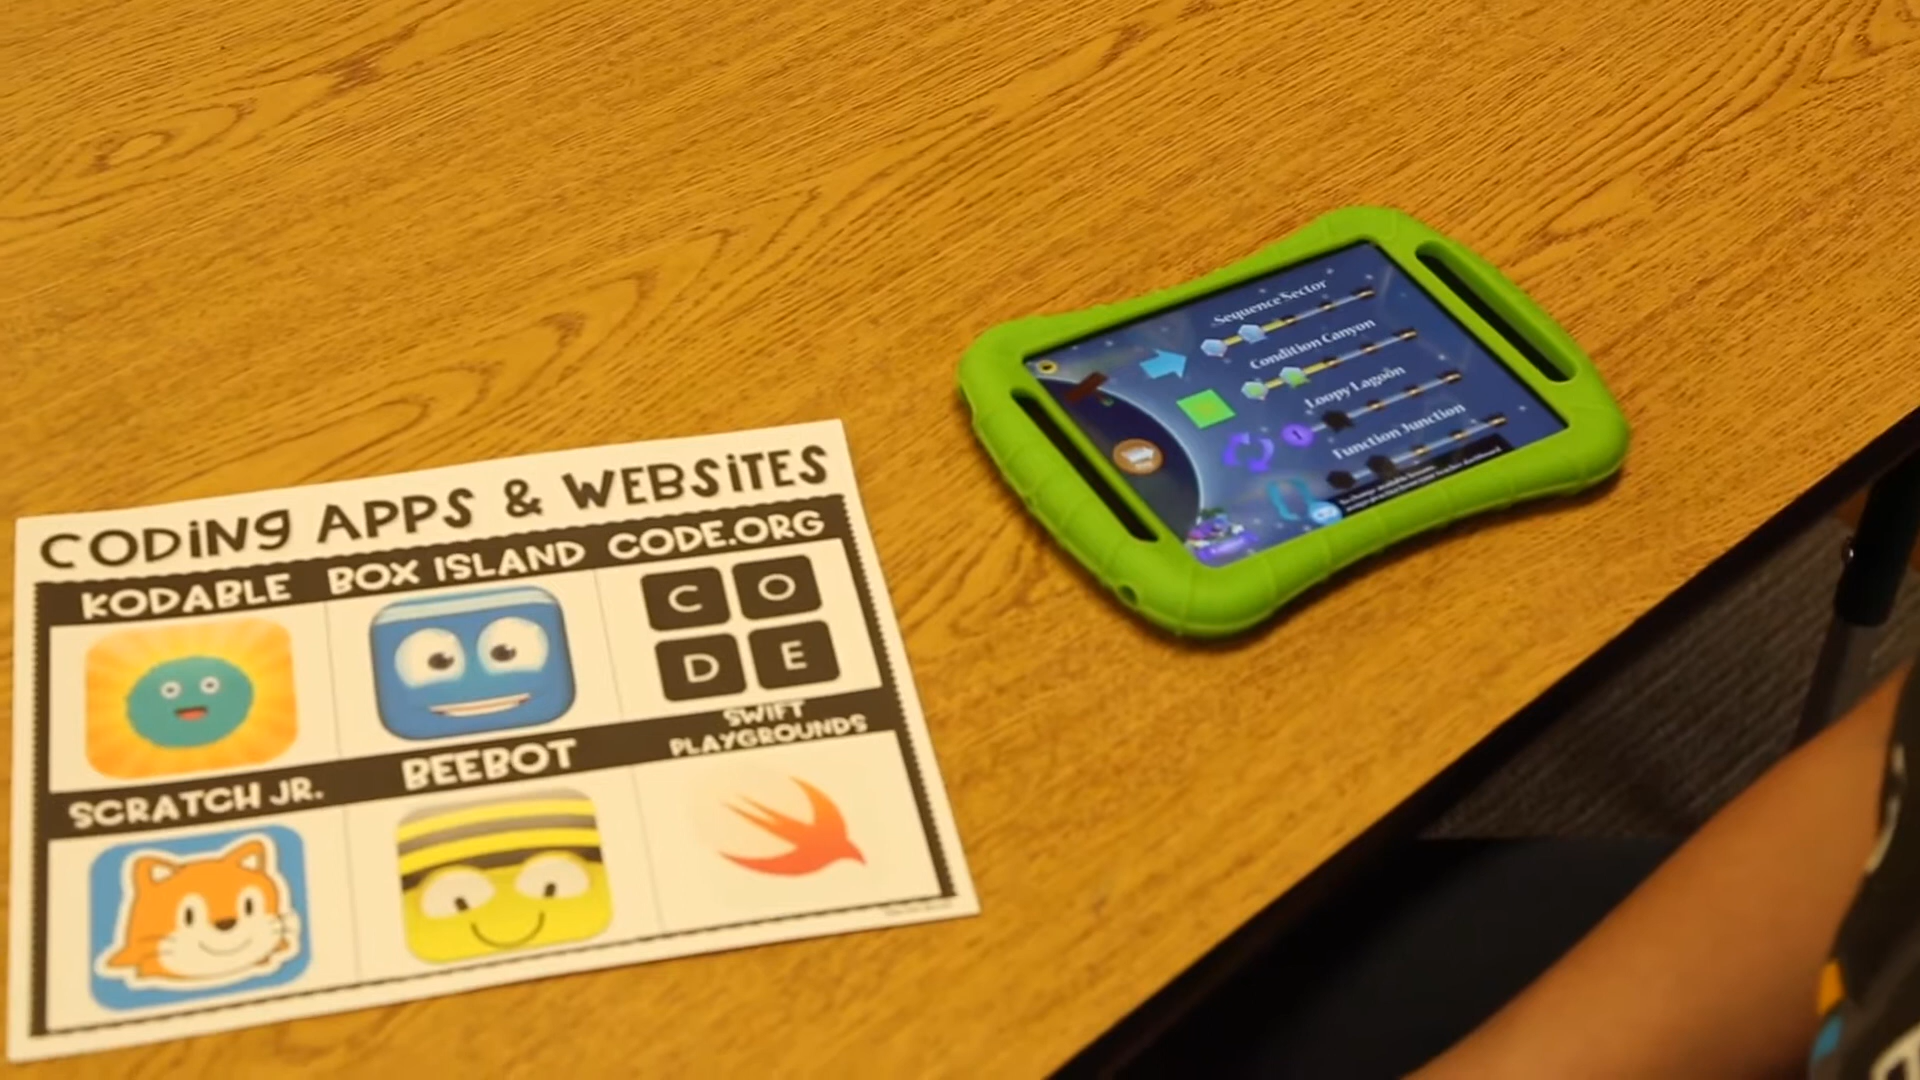 CODiNG APPS & WEBSiTES
KODABLE BOX ISLAND CODE.ORG
C O
D E
SCRATCH JR. BEEBOT SWIFT
PLAYGROUNDS
Sequence Sector
Condition Canyon
Loopy Lagoon
Function Junction